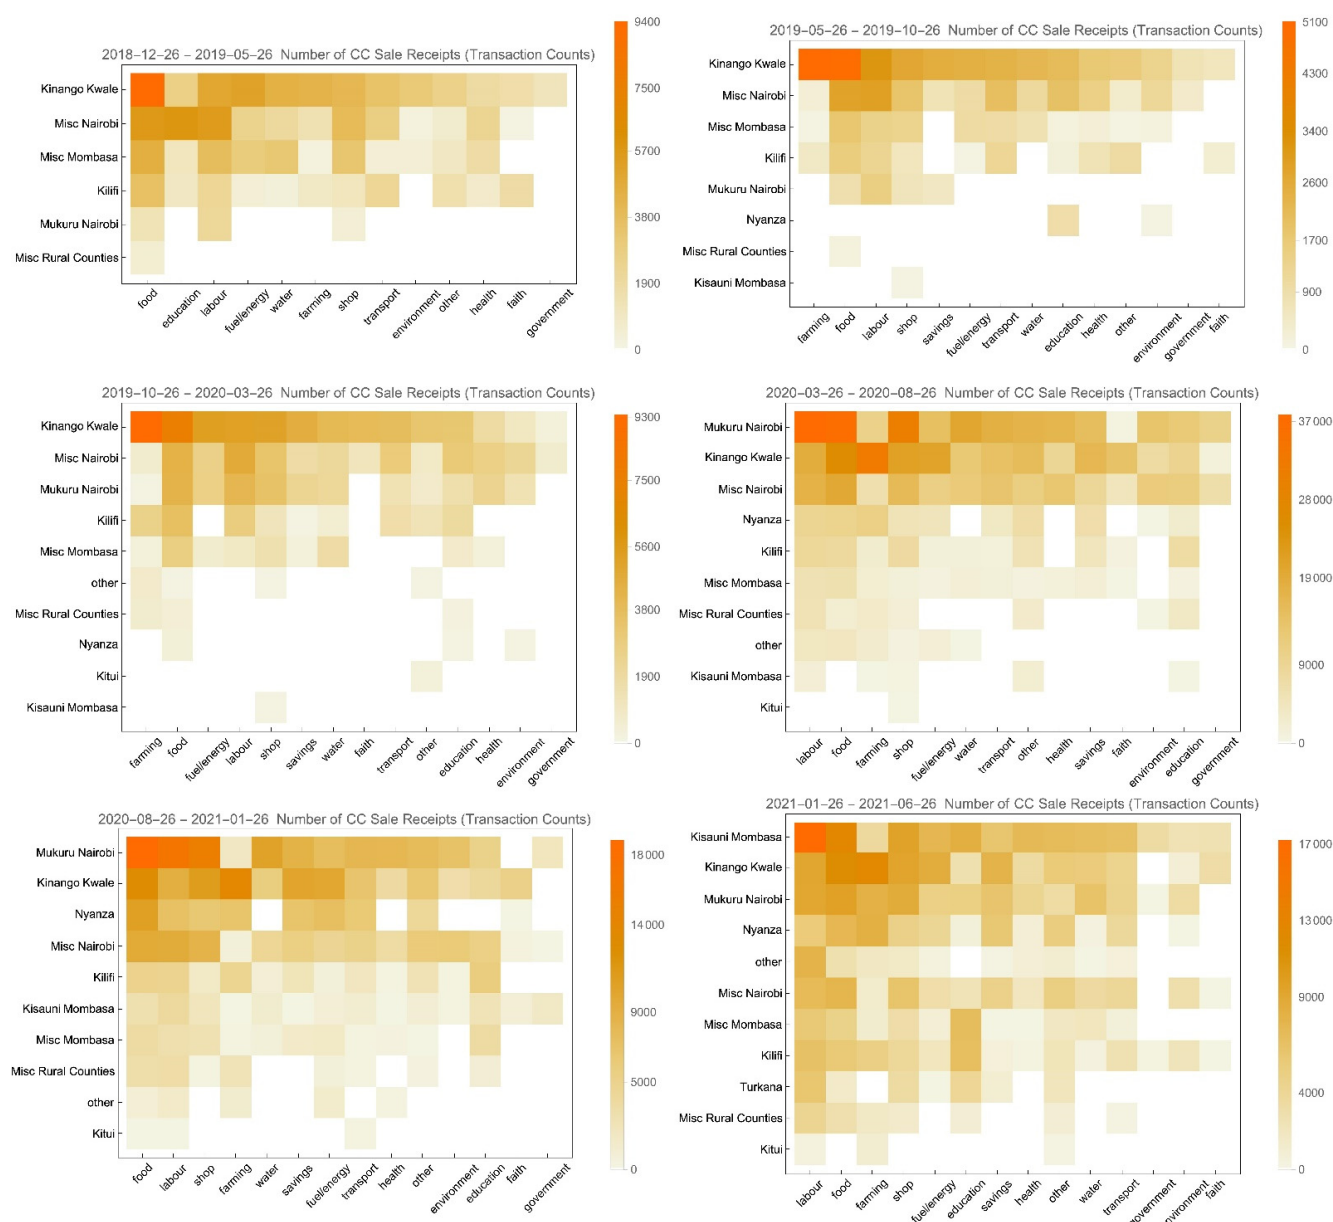 2018−12−26 − 2019−05−26 Number of CC Sale Receipts (Transaction Counts)
Kinango Kwale
Misc Nairobi
Misc Mombasa
Kilifi
Mukuru Nairobi
Misc Rural Counties
food
education
labour
fuel/energy
water
farming
shop
transport
environment
other
health
faith
government
9400
7500
5700
3800
1900
0
2019−05−26 − 2019−10−26 Number of CC Sale Receipts (Transaction Counts)
Kinango Kwale
Misc Nairobi
Misc Mombasa
Kilifi
Mukuru Nairobi
Nyanza
Misc Rural Counties
Kisauni Mombasa
farming
food
labour
shop
savings
fuel/energy
transport
water
education
health
other
environment
government
faith
5100
4300
3400
2600
1700
900
0
2019−10−26 − 2020−03−26 Number of CC Sale Receipts (Transaction Counts)
Kinango Kwale
Misc Nairobi
Mukuru Nairobi
Kilifi
Misc Mombasa
other
Misc Rural Counties
Nyanza
Kitui
Kisauni Mombasa
farming
food
fuel/energy
labour
shop
savings
water
faith
transport
other
education
health
environment
government
9300
7500
5600
3800
1900
0
2020−03−26 − 2020−08−26 Number of CC Sale Receipts (Transaction Counts)
Mukuru Nairobi
Kinango Kwale
Misc Nairobi
Nyanza
Kilifi
Misc Mombasa
Misc Rural Counties
other
Kisauni Mombasa
Kitui
labour
food
farming
shop
fuel/energy
water
transport
other
health
savings
faith
environment
education
government
37000
28000
19000
9000
0
2020−08−26 − 2021−01−26 Number of CC Sale Receipts (Transaction Counts)
Mukuru Nairobi
Kinango Kwale
Nyanza
Misc Nairobi
Kilifi
Kisauni Mombasa
Misc Mombasa
Misc Rural Counties
other
Kitui
food
labour
shop
farming
water
savings
fuel/energy
transport
health
other
environment
education
faith
government
18000
14000
9000
5000
0
2021−01−26 − 2021−06−26 Number of CC Sale Receipts (Transaction Counts)
Kisauni Mombasa
Kinango Kwale
Mukuru Nairobi
Nyanza
other
Misc Nairobi
Misc Mombasa
Kilifi
Turkana
Misc Rural Counties
Kitui
labour
food
farming
shop
fuel/energy
education
savings
health
other
water
transport
government
environment
faith
17000
13000
9000
4000
0